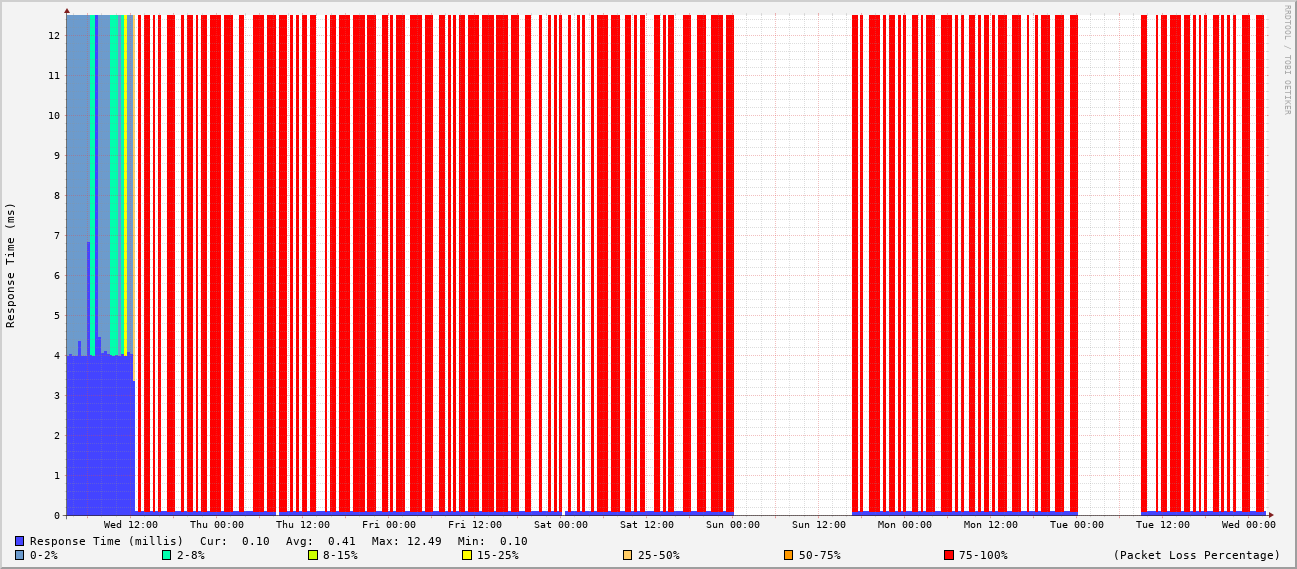 RRDTOOL / TOBI OETIKER
Response Time (ms)
12
11
10
9
8
7
6
5
4
3
2
1
0
Wed 12:00 Thu 00:00 Thu 12:00 Fri 00:00 Fri 12:00 Sat 00:00 Sat 12:00 Sun 00:00 Sun 12:00 Mon 00:00 Mon 12:00 Tue 00:00 Tue 12:00 Wed 00:00
Response Time (millis) Cur: 0.10 Avg: 0.41 Max: 12.49 Min: 0.10
0-2% 2-8% 8-15% 15-25% 25-50% 50-75% 75-100% (Packet Loss Percentage)